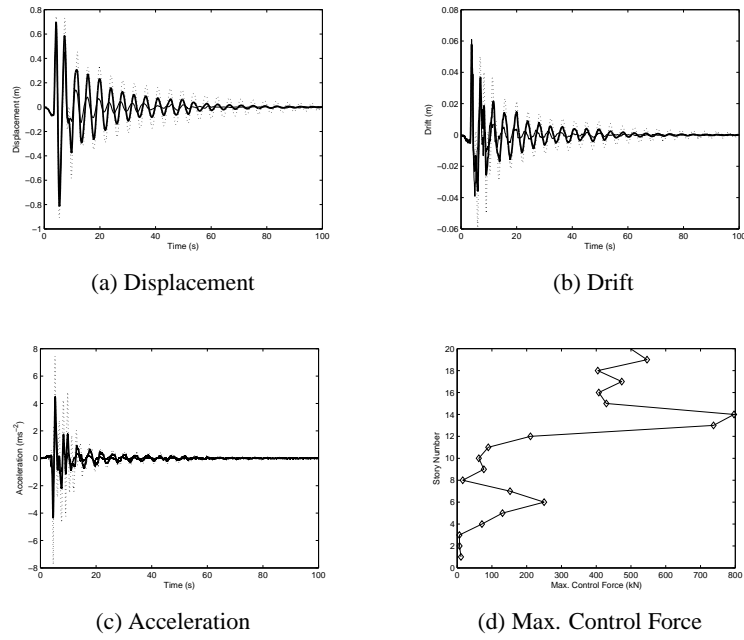 0.8
0.6
0.4
0.2
0
−0.2
−0.4
−0.6
−0.8
−1
Displacement (m)
0 20 40 60 80 100
Time (s)
(a) Displacement
0.06
0.04
0.02
0
−0.02
−0.04
−0.06
Drift (m)
0 20 40 60 80 100
Time (s)
(b) Drift
8
6
4
2
0
−2
−4
−6
−8
Acceleration (ms−2)
0 20 40 60 80 100
Time (s)
(c) Acceleration
20
18
16
14
12
10
8
6
4
2
0
Story Number
0 100 200 300 400 500 600 700 800
Max. Control Force (kN)
(d) Max. Control Force